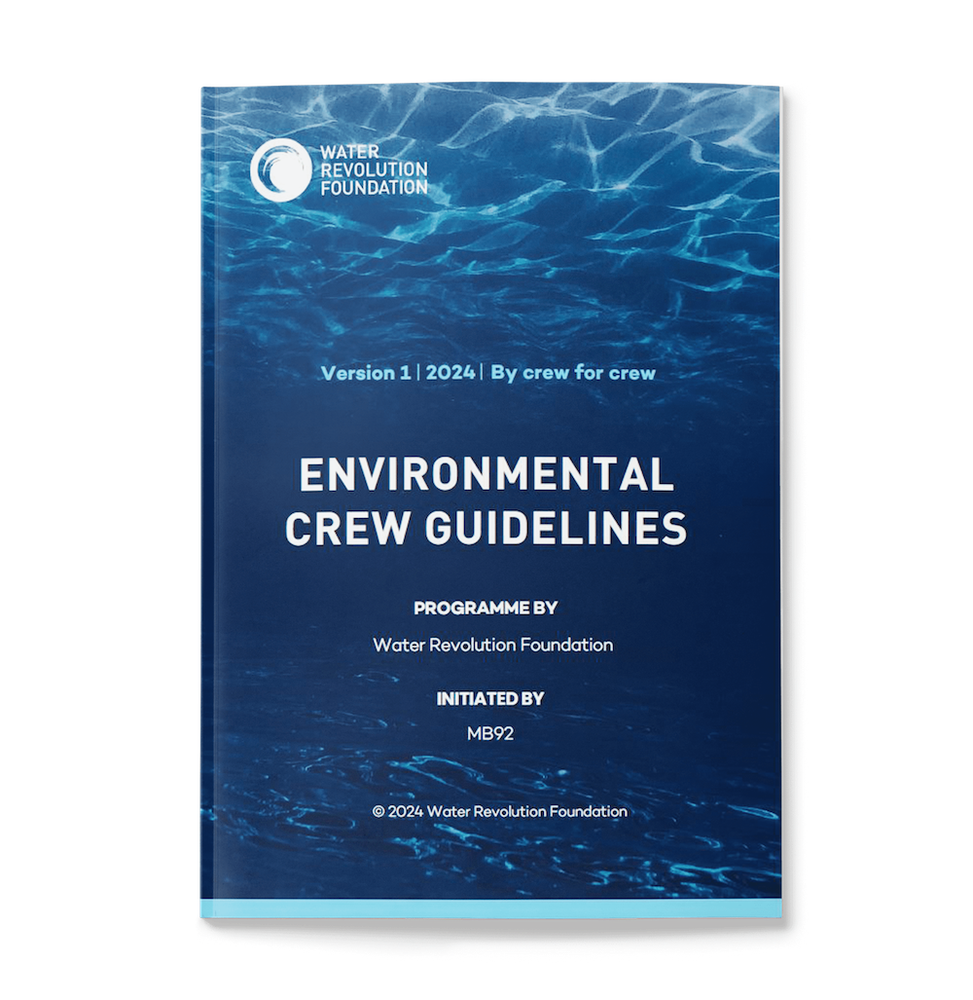 WATER
REVOLUTION
FOUNDATION
Version 1 | 2024 | By crew for crew
ENVIRONMENTAL
CREW GUIDELINES
PROGRAMME BY
Water Revolution Foundation
INITIATED BY
MB92
© 2024 Water Revolution Foundation